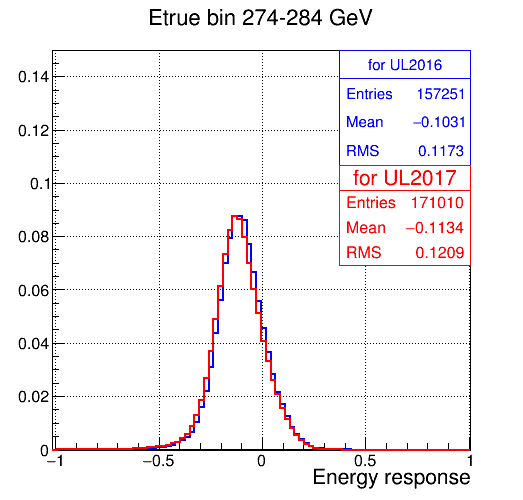 Etrue bin 274-284 GeV
for UL2016
Entries 157251
Mean −0.1031
RMS 0.1173
for UL2017
Entries 171010
Mean −0.1134
RMS 0.1209
0.14
0.12
0.1
0.08
0.06
0.04
0.02
0
−1 −0.5 0 0.5 1
Energy response